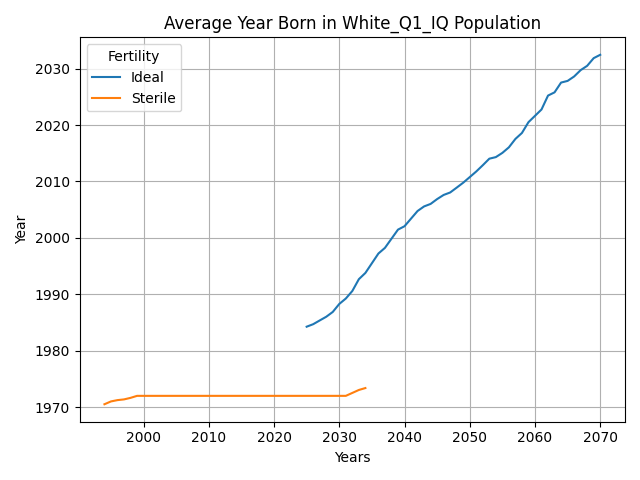 Average Year Born in White_Q1_IQ Population
Fertility
Ideal
Sterile
Year
2030
2020
2010
2000
1990
1980
1970
2000 2010 2020 2030 2040 2050 2060 2070
Years